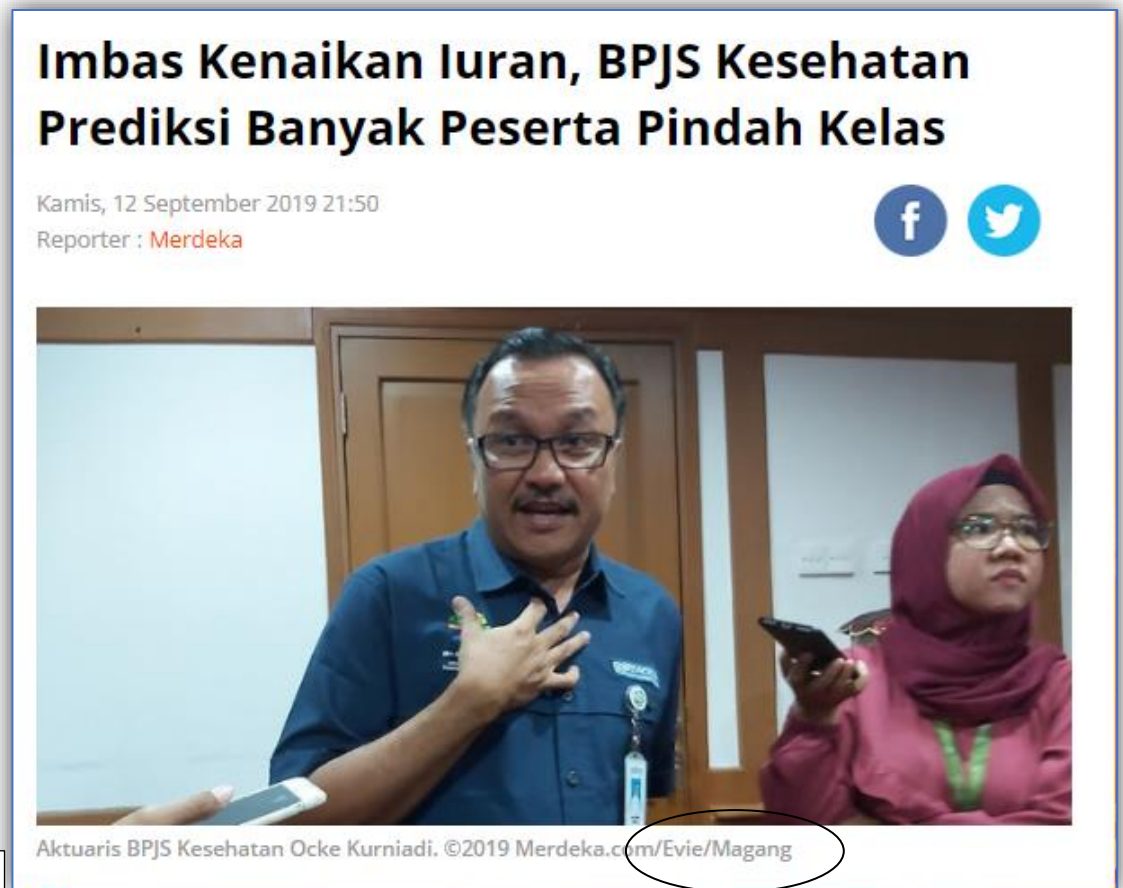 Imbas Kenaikan Iuran, BPJS Kesehatan
Prediksi Banyak Peserta Pindah Kelas
Kamis, 12 September 2019 21:50
Reporter : Merdeka
Aktuaris BPJS Kesehatan Ocke Kurniadi. ©2019 Merdeka.com/Evie/Magang